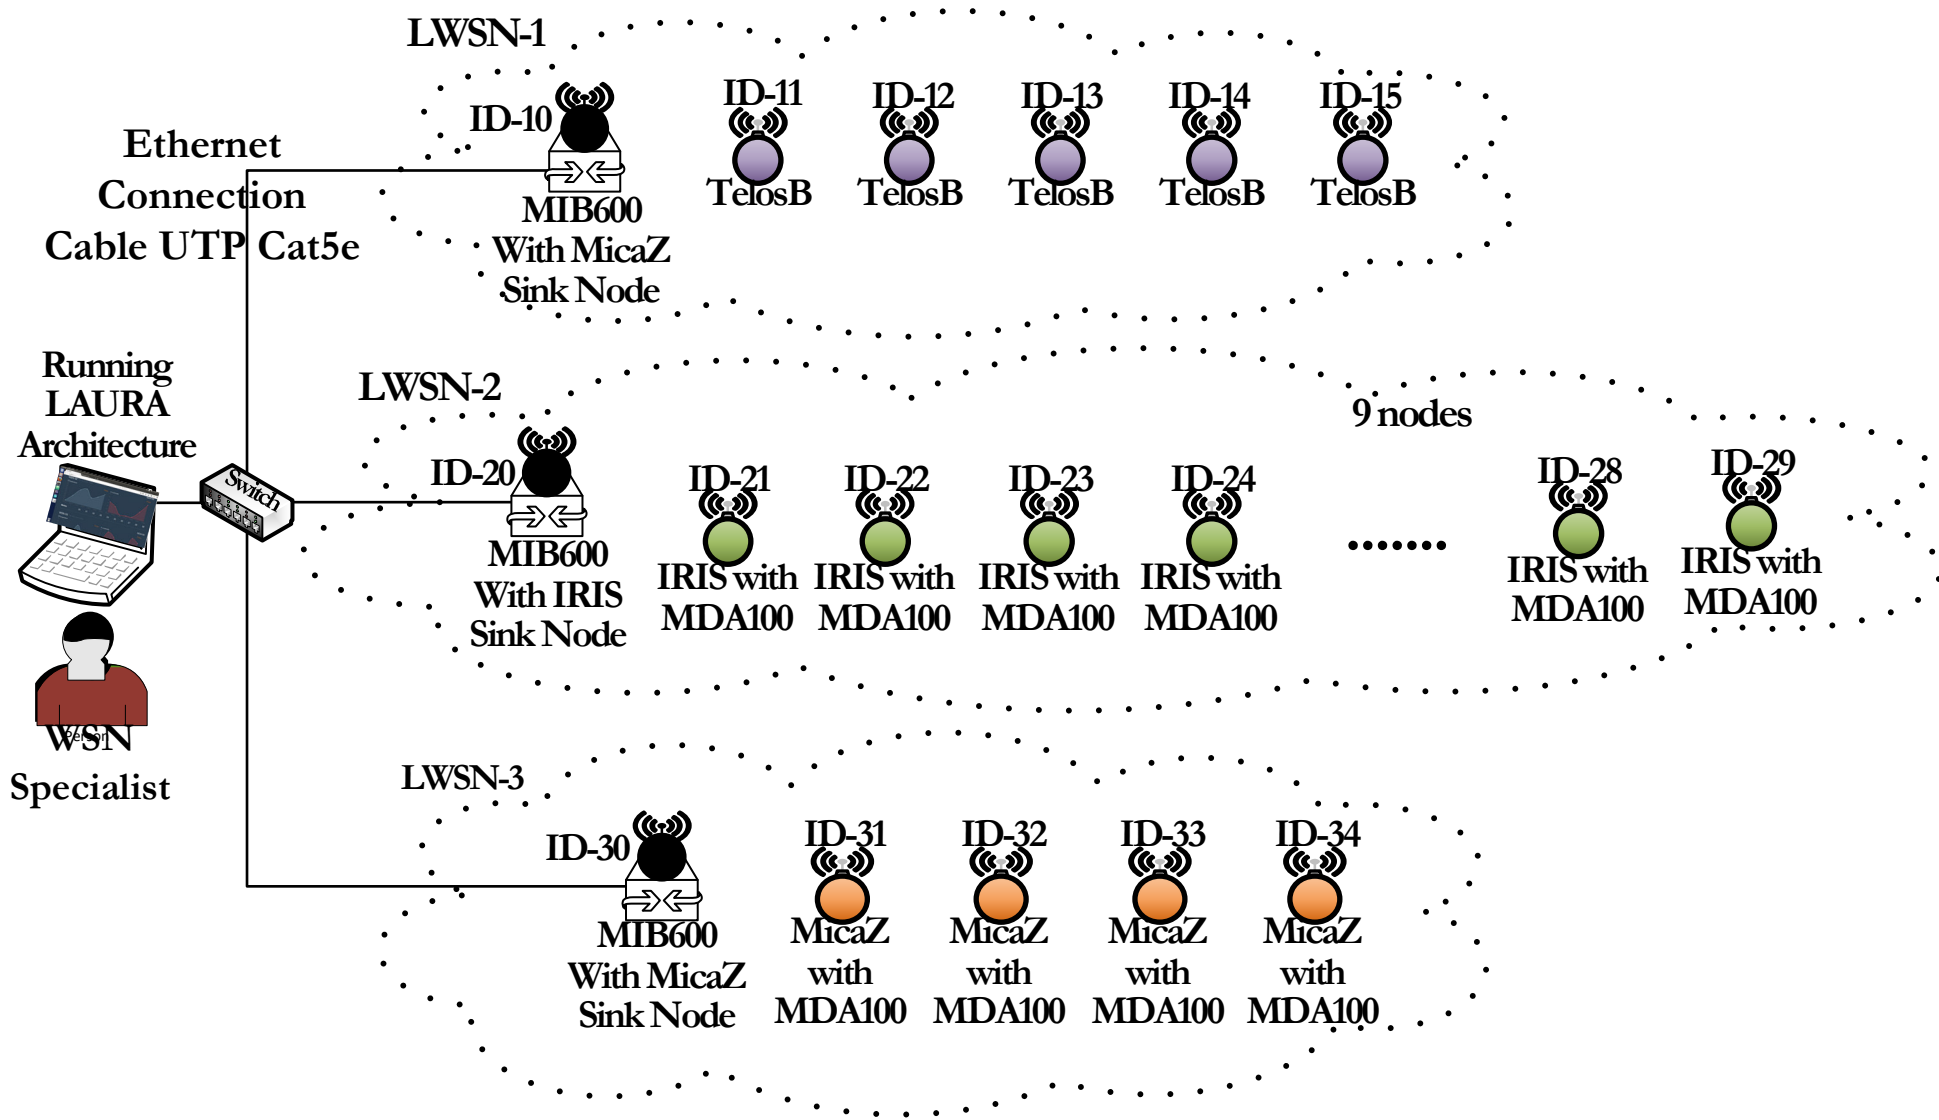 LWSN-1
ID-10
ID-11
ID-12
ID-13
ID-14
ID-15
TelosB
TelosB
TelosB
TelosB
TelosB
MIB600
With MicaZ
Sink Node
Ethernet
Connection
Cable UTP Cat5e
Running
LAURA
Architecture
Switch
Person
WSN
Specialist
LWSN-2
9 nodes
ID-20
ID-21
ID-22
ID-23
ID-24
ID-28
ID-29
MIB600
With IRIS
Sink Node
IRIS with
MDA100
IRIS with
MDA100
IRIS with
MDA100
IRIS with
MDA100
IRIS with
MDA100
IRIS with
MDA100
LWSN-3
ID-30
ID-31
ID-32
ID-33
ID-34
MIB600
With MicaZ
Sink Node
MicaZ
with
MDA100
MicaZ
with
MDA100
MicaZ
with
MDA100
MicaZ
with
MDA100